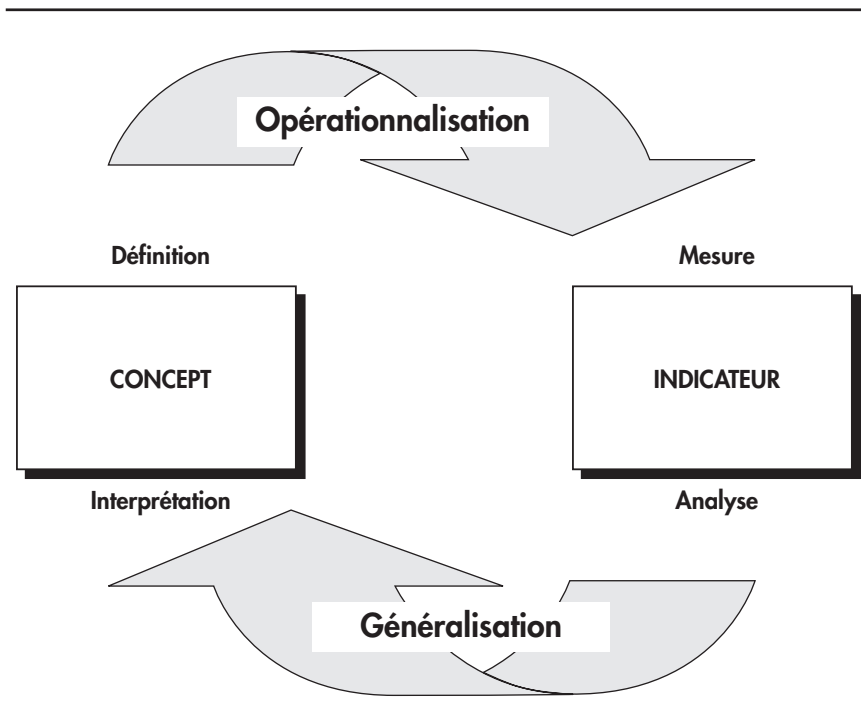 Opérationnalisation
Définition
Mesure
CONCEPT
INDICATEUR
Interprétation
Analyse
Généralisation